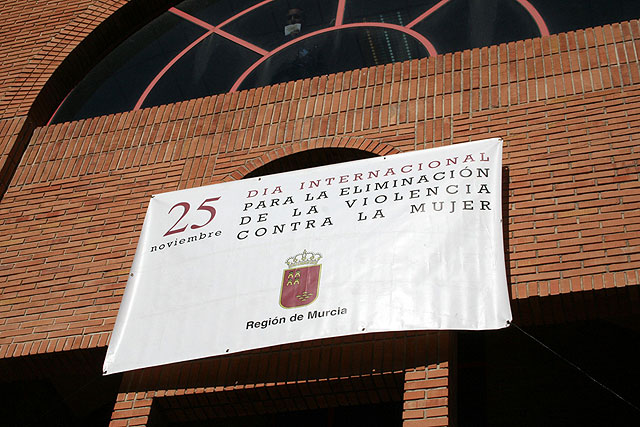 25
noviembre
DIA INTERNACIONAL
PARA LA ELIMINACIÓN
DE LA VIOLENCIA
CONTRA LA MUJER
Región de Murcia